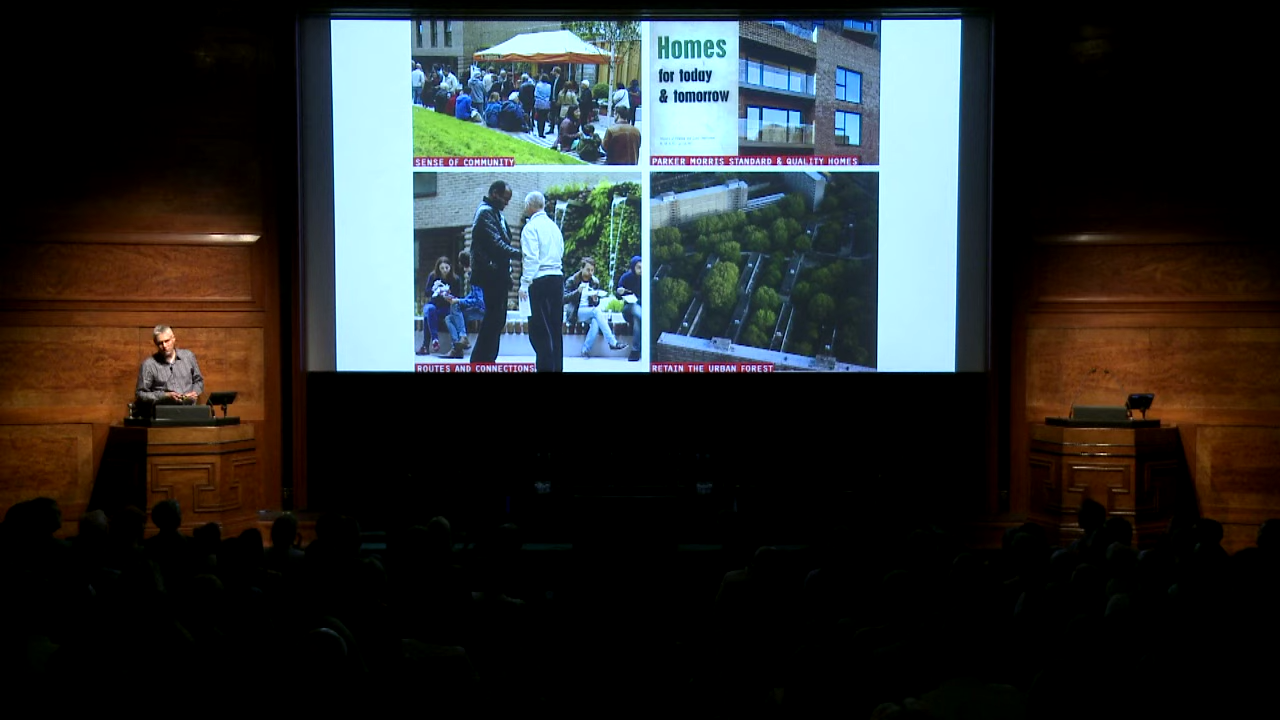 Homes
for today
& tomorrow
SENSE OF COMMUNITY
PARKER MORRIS STANDARD & QUALITY HOMES
ROUTES AND CONNECTIONS
RETAIN THE URBAN FOREST